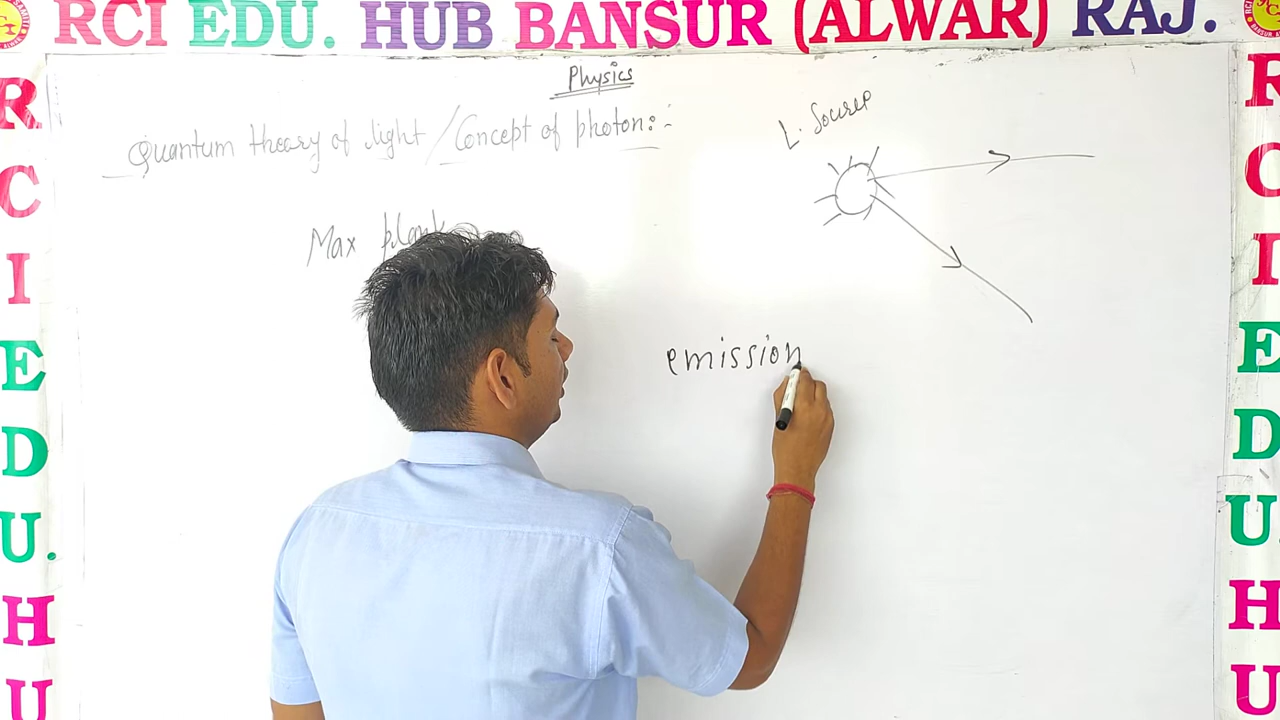 RCI EDU. HUB BANSUR (ALWAR) RAJ.
Physics
Quantum theory of light / Concept of photon:-
L. Source
Max plank
emission
R
C
I
E
D
U.
H
U
R
C
I
E
D
U.
H
U